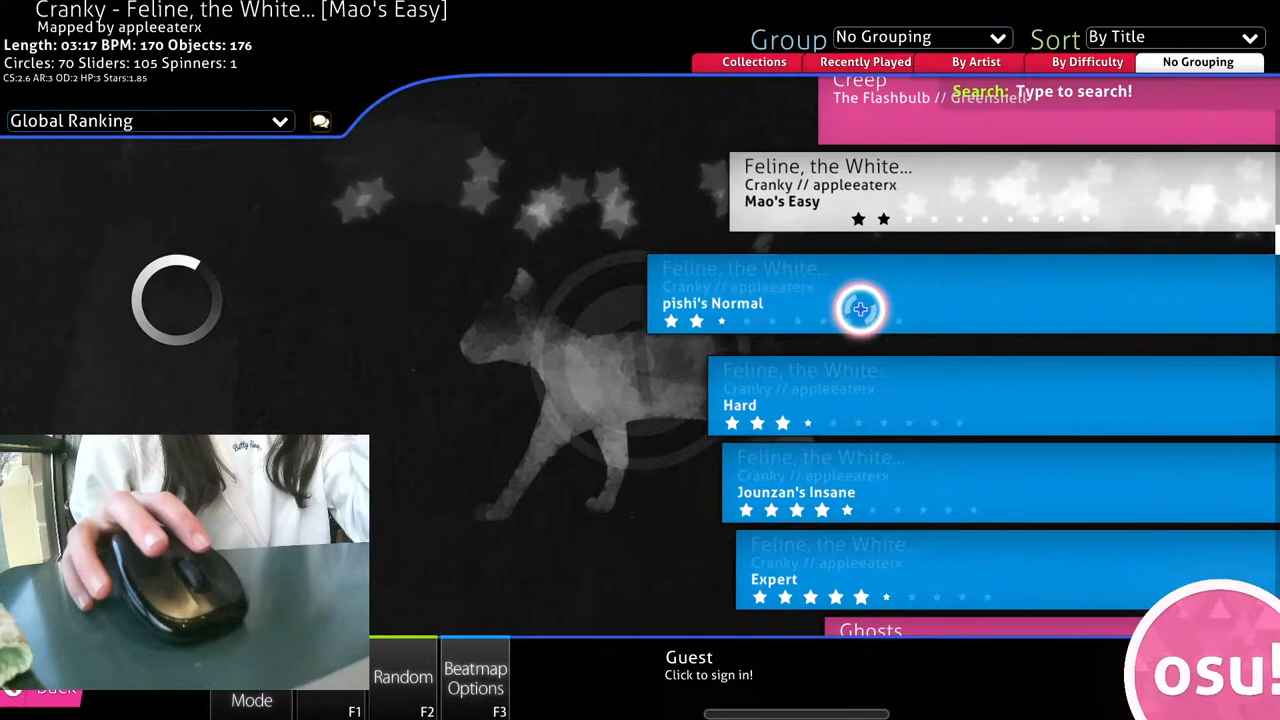 Cranky - Feline, the White... [Mao's Easy]
Mapped by appleeaterx
Length: 03:17 BPM: 170 Objects: 176
Circles: 70 Sliders: 105 Spinners: 1
CS:2.6 AR:3 OD:2 HP:3 Stars:1.85
Group No Grouping Sort By Title
Collections Recently Played By Artist By Difficulty No Grouping
Global Ranking
Creep
The Flashbulb // Greenshell
Search: Type to search!
Feline, the White...
Cranky // appleeaterx
Mao's Easy
Feline, the White...
Cranky // appleeaterx
pishi's Normal
Feline, the White...
Cranky // appleeaterx
Hard
Feline, the White...
Cranky // appleeaterx
Jounzan's Insane
Feline, the White...
Cranky // appleeaterx
Expert
Ghosts
Back
Mode
F1
Random
F2
Beatmap
Options
F3
Guest
Click to sign in!
osu!